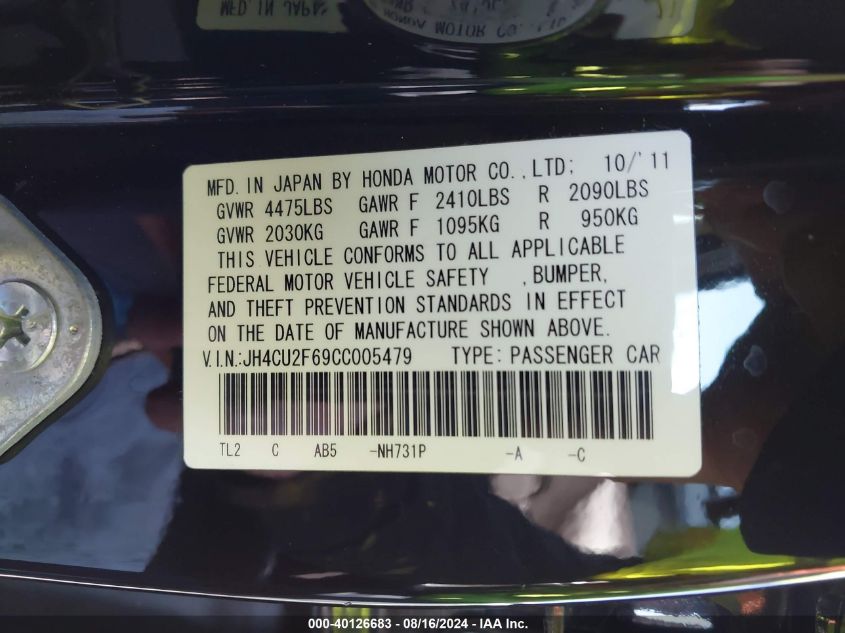 MFD. IN JAPAN BY HONDA MOTOR CO.,LTD; 10/'11
GVWR 4475LBS GAWR F 2410LBS R 2090LBS
GVWR 2030KG GAWR F 1095KG R 950KG
THIS VEHICLE CONFORMS TO ALL APPLICABLE
FEDERAL MOTOR VEHICLE SAFETY ,BUMPER,
AND THEFT PREVENTION STANDARDS IN EFFECT
ON THE DATE OF MANUFACTURE SHOWN ABOVE.
V.I.N.:JH4CU2F69CC005479 TYPE: PASSENGER CAR
TL2 C AB5 -NH731P -A -C
000-40126683 - 08/16/2024 - IAA Inc.